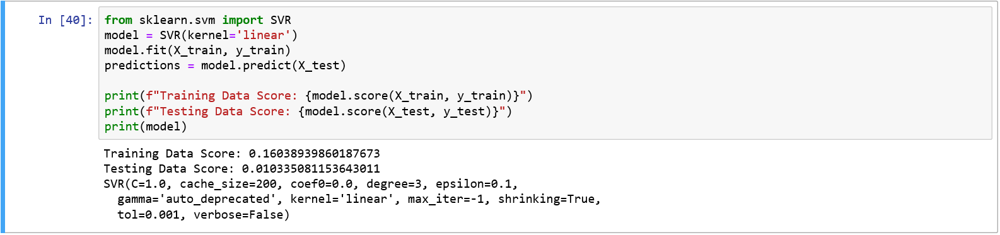 In [40]: from sklearn.svm import SVR
model = SVR(kernel='linear')
model.fit(X_train, y_train)
predictions = model.predict(X_test)
print(f"Training Data Score: {model.score(X_train, y_train)}")
print(f"Testing Data Score: {model.score(X_test, y_test)}")
print(model)
Training Data Score: 0.16038939860187673
Testing Data Score: 0.010335081153643011
SVR(C=1.0, cache_size=200, coef0=0.0, degree=3, epsilon=0.1,
  gamma='auto_deprecated', kernel='linear', max_iter=-1, shrinking=True,
  tol=0.001, verbose=False)